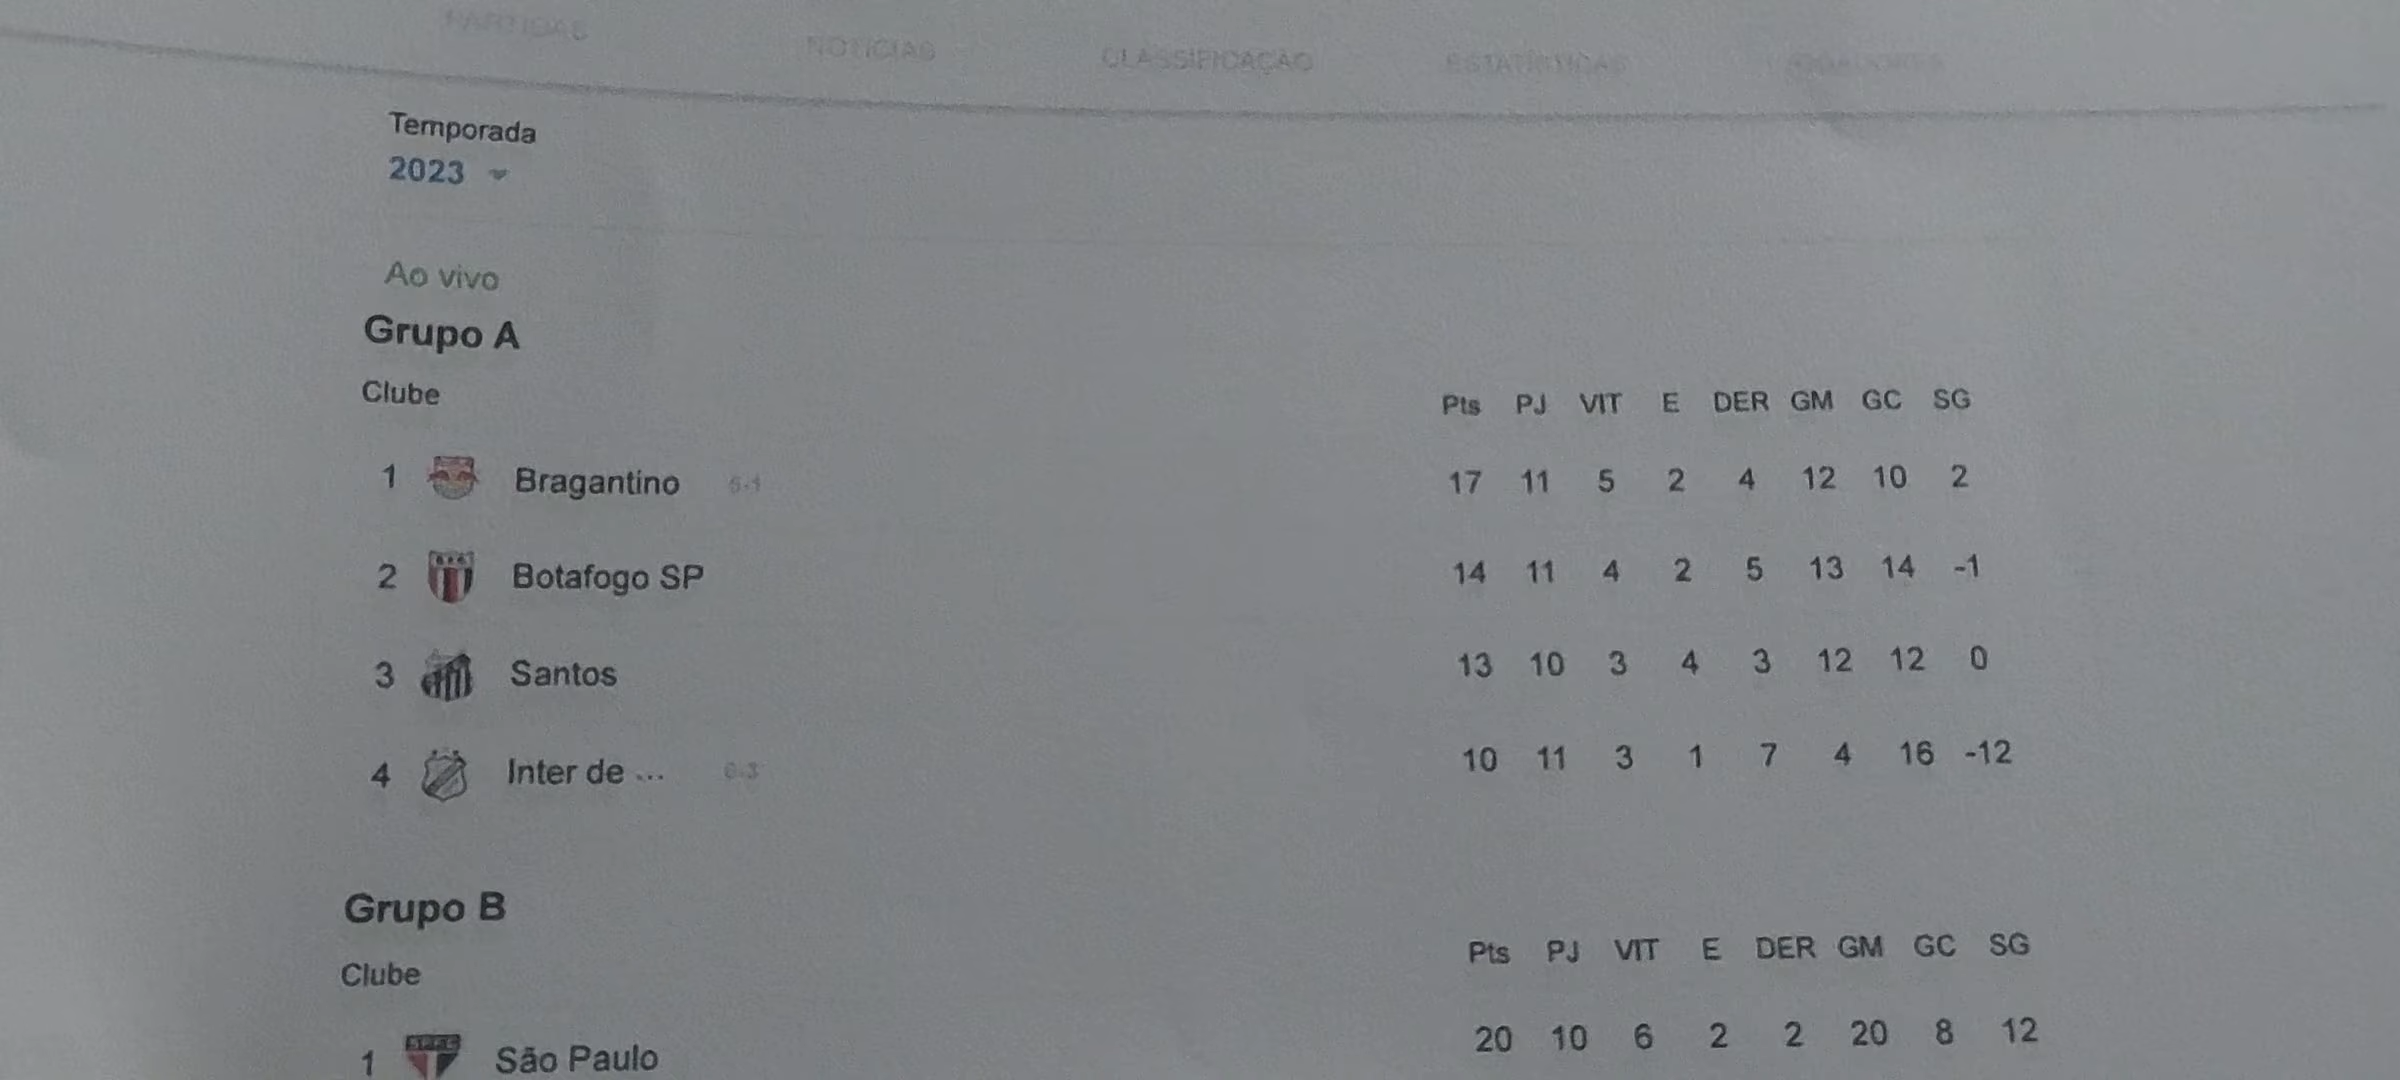 PARTIDAS NOTÍCIAS CLASSIFICAÇÃO ESTATÍSTICAS
Temporada
2023
Ao vivo
Grupo A
Clube Pts PJ VIT E DER GM GC SG
1 Bragantino 17 11 5 2 4 12 10 2
2 Botafogo SP 14 11 4 2 5 13 14 -1
3 Santos 13 10 3 4 3 12 12 0
4 Inter de ... 10 11 3 1 7 4 16 -12
Grupo B
Clube Pts PJ VIT E DER GM GC SG
1 São Paulo 20 10 6 2 2 20 8 12